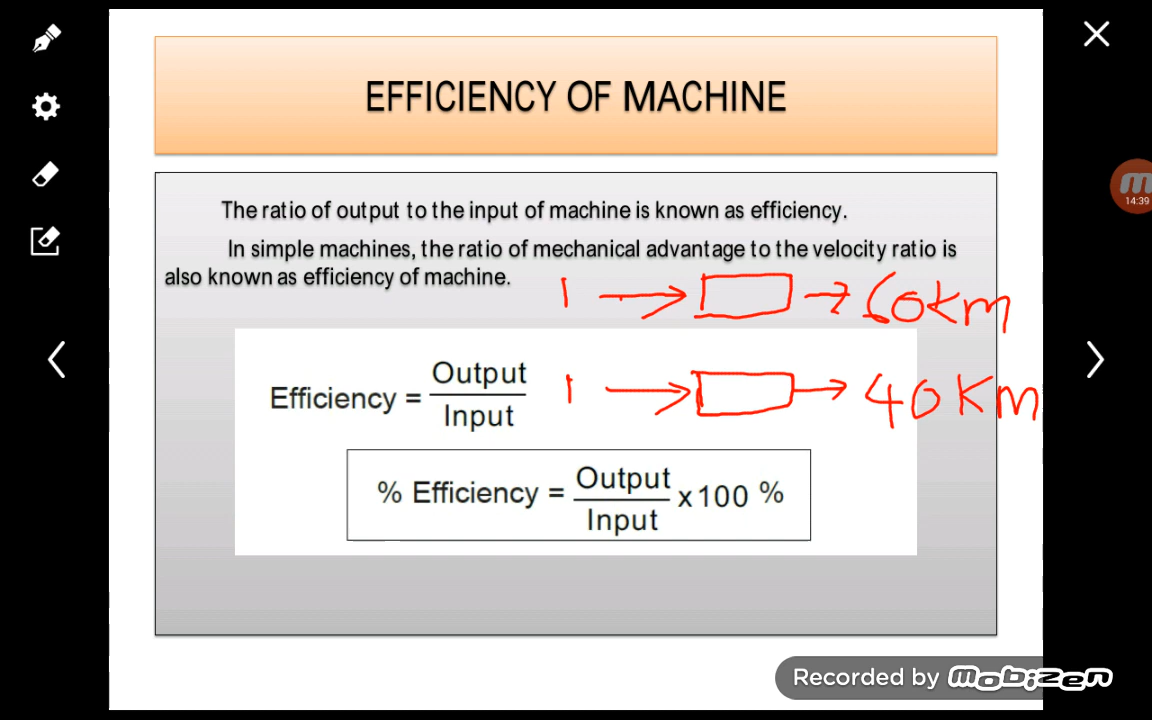 EFFICIENCY OF MACHINE
14:39
The ratio of output to the input of machine is known as efficiency.
In simple machines, the ratio of mechanical advantage to the velocity ratio is
also known as efficiency of machine.
1 → → 60km
Efficiency = Output / Input
1 → → 40KM
% Efficiency = Output / Input x100 %
Recorded by mobizen